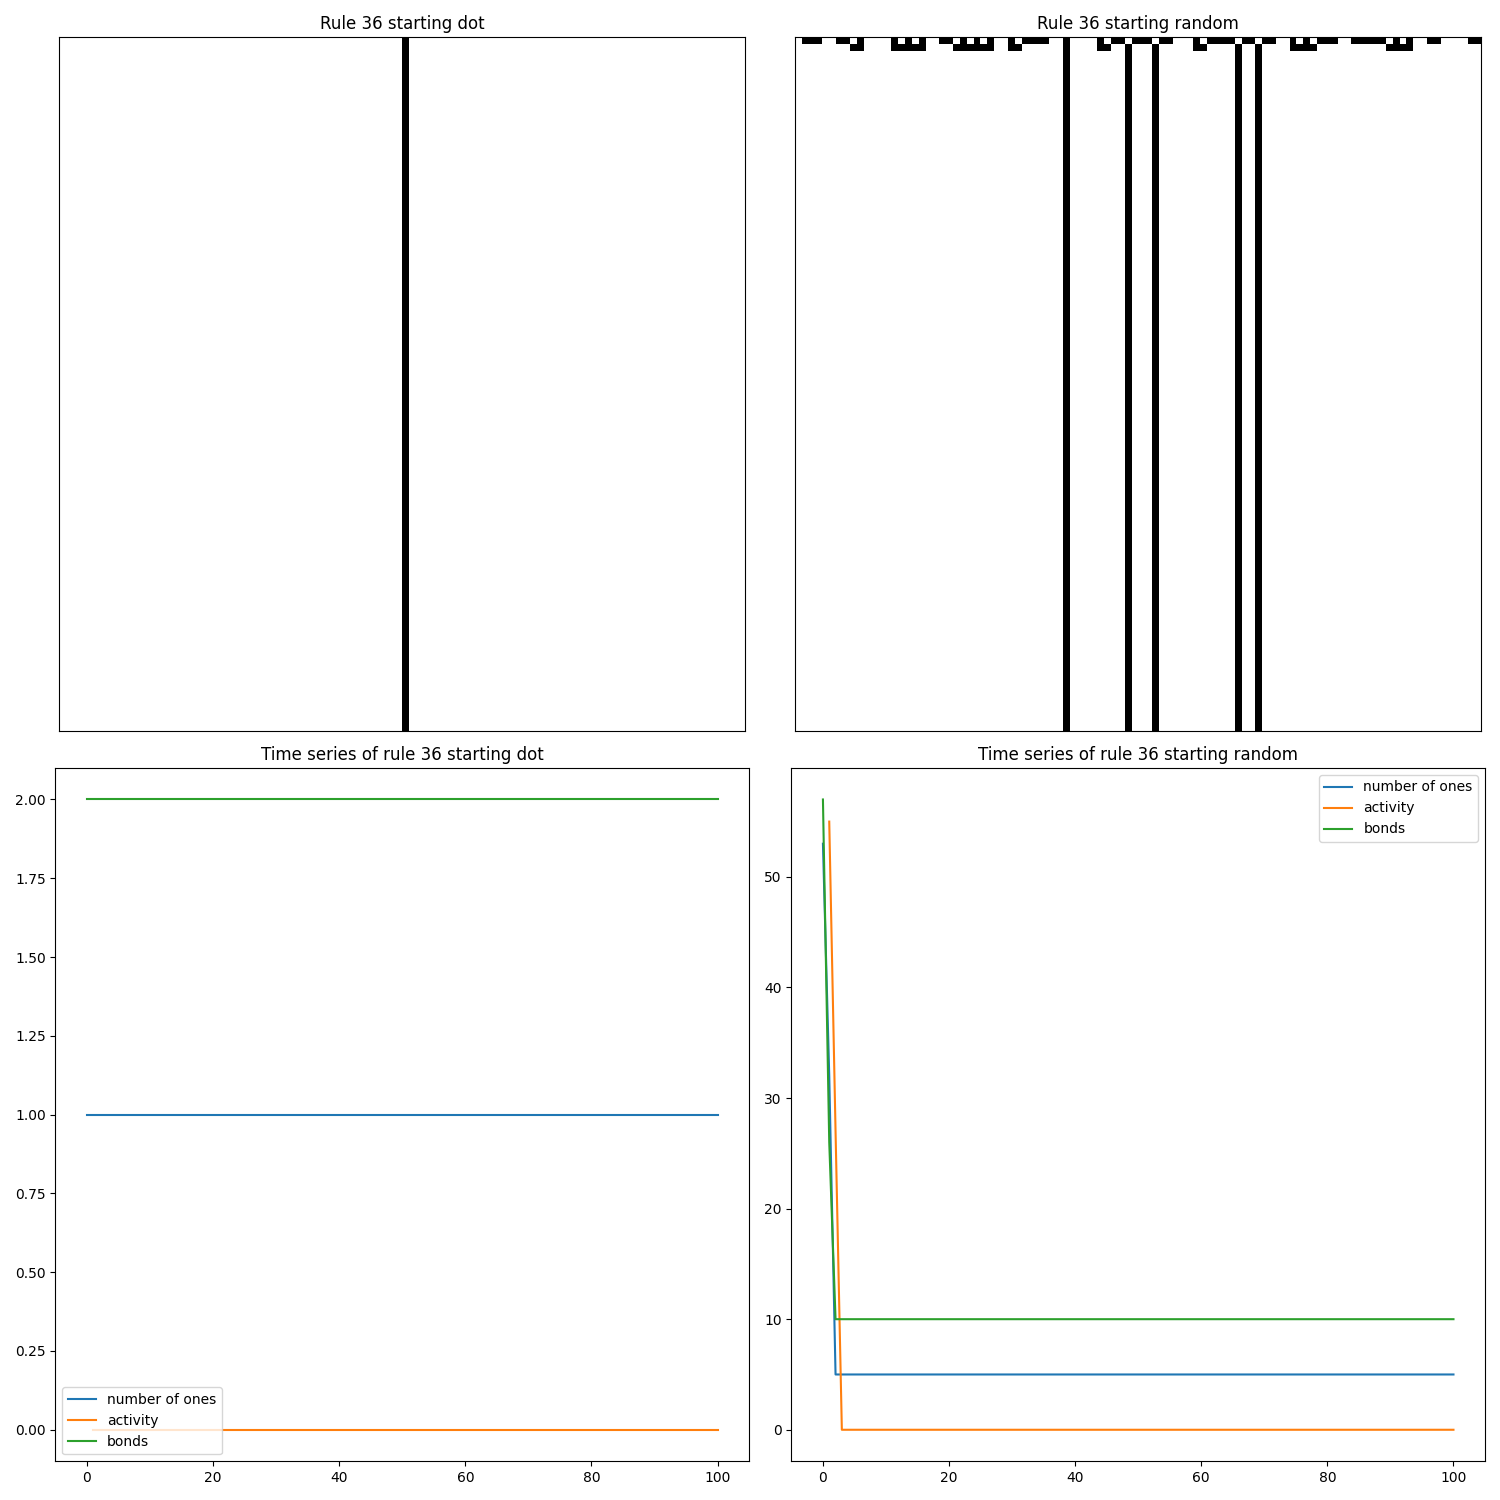 Rule 36 starting dot
Rule 36 starting random
Time series of rule 36 starting dot
2.00
1.75
1.50
1.25
1.00
0.75
0.50
0.25
0.00
number of ones
activity
bonds
0 20 40 60 80 100
Time series of rule 36 starting random
number of ones
activity
bonds
50
40
30
20
10
0
0 20 40 60 80 100